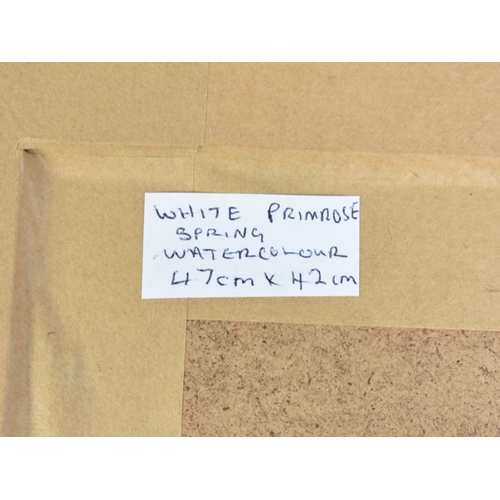 WHITE PRIMROSE
SPRING
WATERCOLOUR
47cm x 42cm